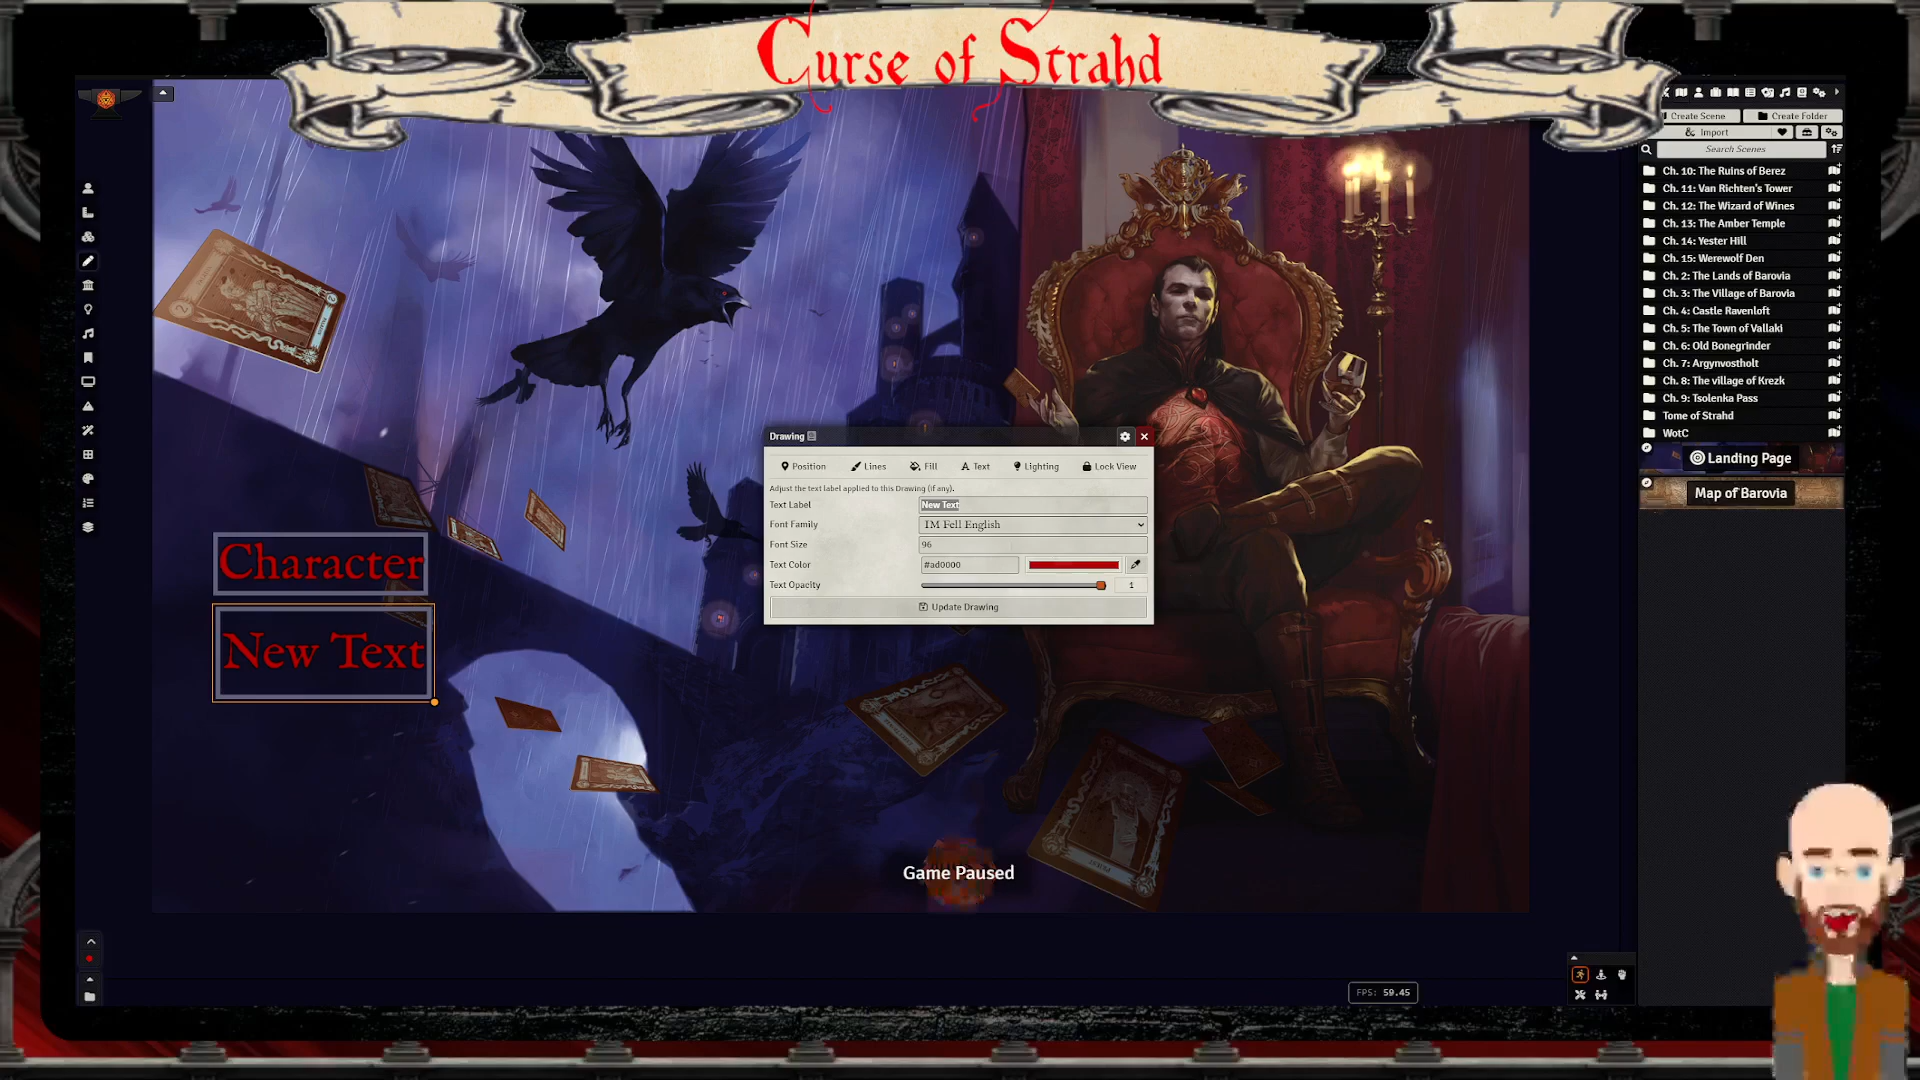 Curse of Strahd
Create Scene
Create Folder
Import
Search Scenes
Ch. 10: The Ruins of Berez
Ch. 11: Van Richten's Tower
Ch. 12: The Wizard of Wines
Ch. 13: The Amber Temple
Ch. 14: Yester Hill
Ch. 15: Werewolf Den
Ch. 2: The Lands of Barovia
Ch. 3: The Village of Barovia
Ch. 4: Castle Ravenloft
Ch. 5: The Town of Vallaki
Ch. 6: Old Bonegrinder
Ch. 7: Argynvostholt
Ch. 8: The village of Krezk
Ch. 9: Tsolenka Pass
Tome of Strahd
WotC
Landing Page
Map of Barovia
Drawing
Position
Lines
Fill
Text
Lighting
Lock View
Adjust the text label applied to this Drawing (if any).
Text Label
New Text
Font Family
IM Fell English
Font Size
96
Text Color
#ad0000
Text Opacity
1
Update Drawing
Character
New Text
Game Paused
FPS: 59.45